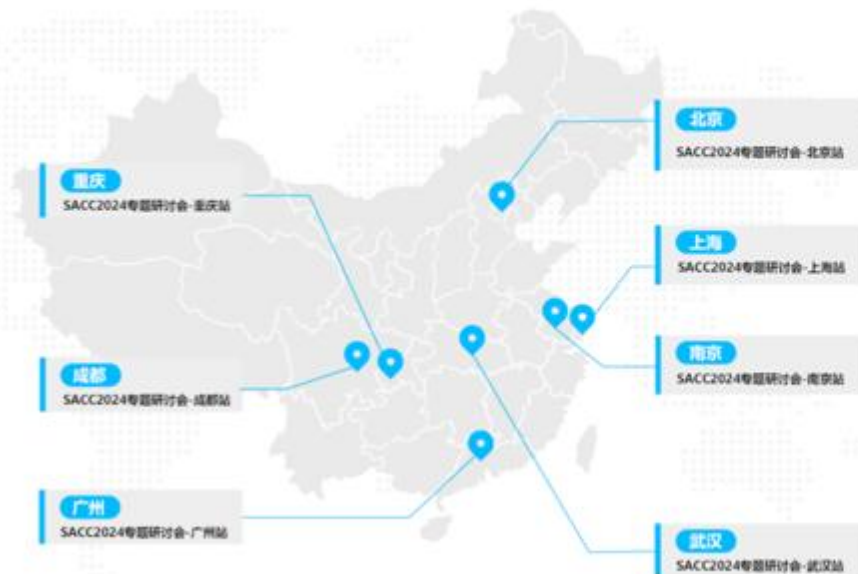 北京
SACC2024专题研讨会-北京站
重庆
SACC2024专题研讨会-重庆站
上海
SACC2024专题研讨会-上海站
南京
SACC2024专题研讨会-南京站
成都
SACC2024专题研讨会-成都站
广州
SACC2024专题研讨会-广州站
武汉
SACC2024专题研讨会-武汉站